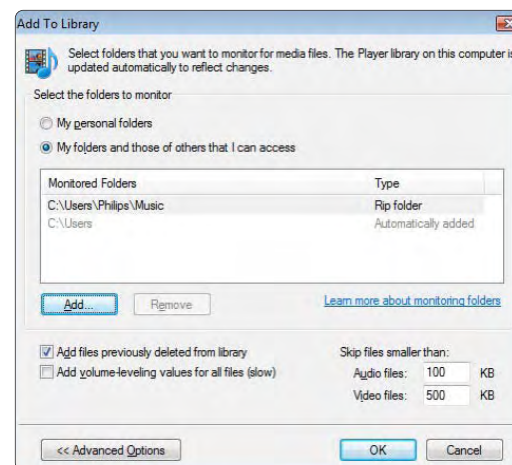 Add To Library
Select folders that you want to monitor for media files. The Player library on this computer is
updated automatically to reflect changes.
Select the folders to monitor
My personal folders
My folders and those of others that I can access
Monitored Folders Type
C:\Users\Philips\Music Rip folder
C:\Users Automatically added
Add... Remove Learn more about monitoring folders
Add files previously deleted from library Skip files smaller than:
Add volume-leveling values for all files (slow) Audio files: 100 KB
Video files: 500 KB
<< Advanced Options OK Cancel